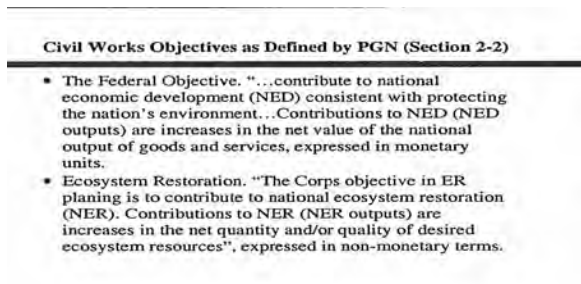 Civil Works Objectives as Defined by PGN (Section 2-2)
• The Federal Objective. “…contribute to national
economic development (NED) consistent with protecting
the nation’s environment…Contributions to NED (NED
outputs) are increases in the net value of the national
output of goods and services, expressed in monetary
units.
• Ecosystem Restoration. “The Corps objective in ER
planing is to contribute to national ecosystem restoration
(NER). Contributions to NER (NER outputs) are
increases in the net quantity and/or quality of desired
ecosystem resources”, expressed in non-monetary terms.